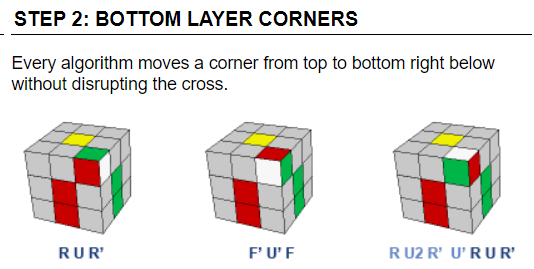 STEP 2: BOTTOM LAYER CORNERS
Every algorithm moves a corner from top to bottom right below
without disrupting the cross.
R U R’ F’ U’ F R U2 R’ U’ R U R’